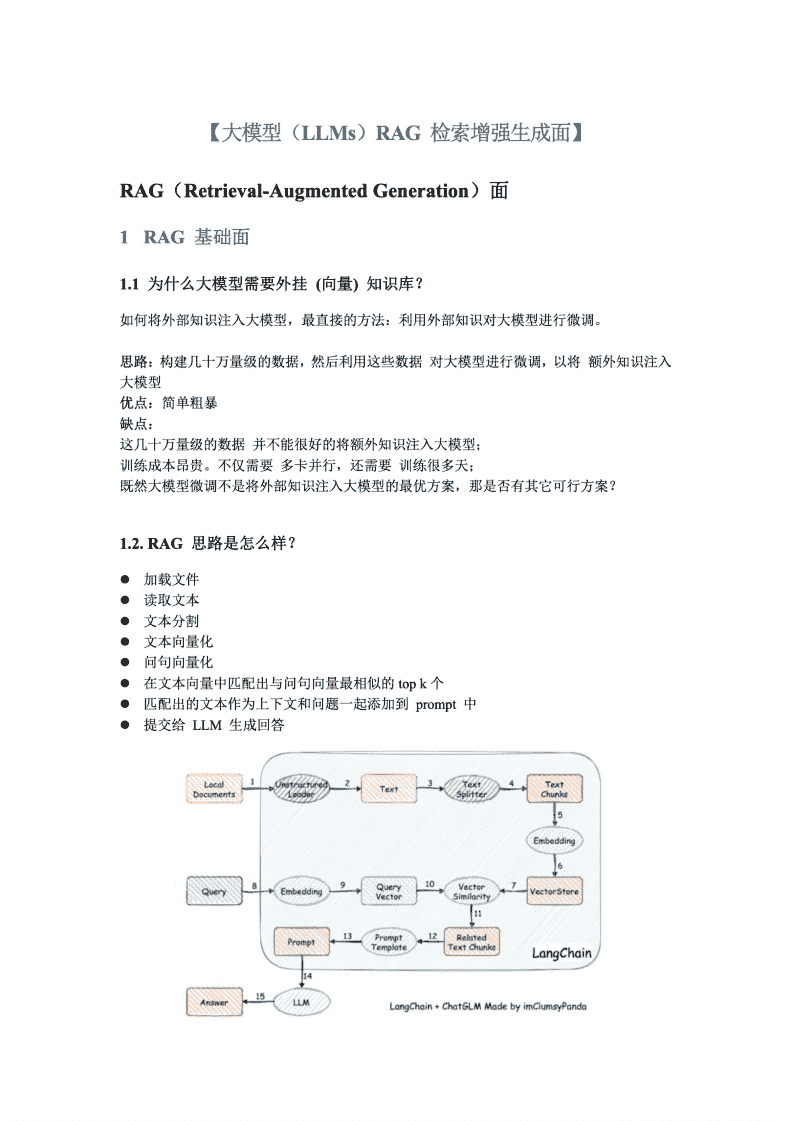 【大模型（LLMs）RAG 检索增强生成面】
RAG（Retrieval-Augmented Generation）面
1 RAG 基础面
1.1 为什么大模型需要外挂 (向量) 知识库？
如何将外部知识注入大模型，最直接的方法：利用外部知识对大模型进行微调。
思路：构建几十万量级的数据，然后利用这些数据 对大模型进行微调，以将 额外知识注入
大模型
优点：简单粗暴
缺点：
这几十万量级的数据 并不能很好的将额外知识注入大模型；
训练成本昂贵。不仅需要 多卡并行，还需要 训练很多天；
既然大模型微调不是将外部知识注入大模型的最优方案，那是否有其它可行方案？
1.2. RAG 思路是怎么样？
● 加载文件
● 读取文本
● 文本分割
● 文本向量化
● 问句向量化
● 在文本向量中匹配出与问句向量最相似的 top k 个
● 匹配出的文本作为上下文和问题一起添加到 prompt 中
● 提交给 LLM 生成回答
Local
Documents
1
Unstructured
Loader
2
Text
3
Text
Splitter
4
Text
Chunks
5
Embedding
6
Query
8
Embedding
9
Query
Vector
10
Vector
Similarity
7
VectorStore
11
Prompt
13
Prompt
Template
12
Related
Text Chunks
LangChain
14
Answer
15
LLM
LangChain + ChatGLM Made by imClumsyPanda